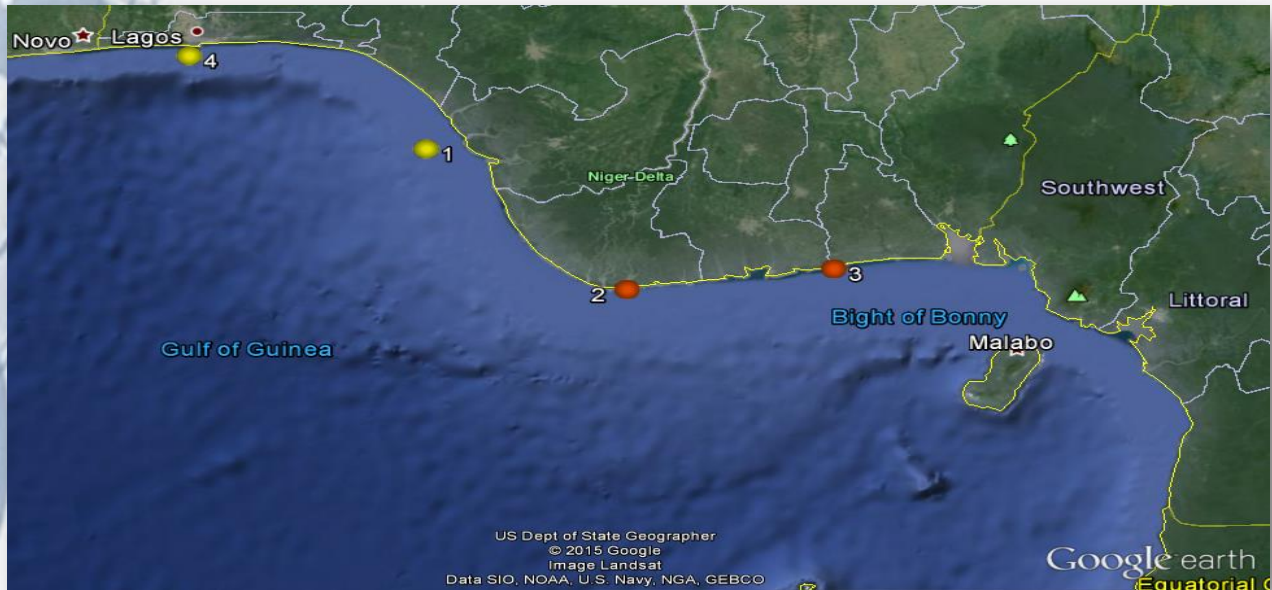 Novo
Lagos
4
1
Niger-Delta
Southwest
2
3
Littoral
Bight of Bonny
Malabo
Gulf of Guinea
US Dept of State Geographer
© 2015 Google
Image Landsat
Data SIO, NOAA, U.S. Navy, NGA, GEBCO
Google earth
Equatorial G